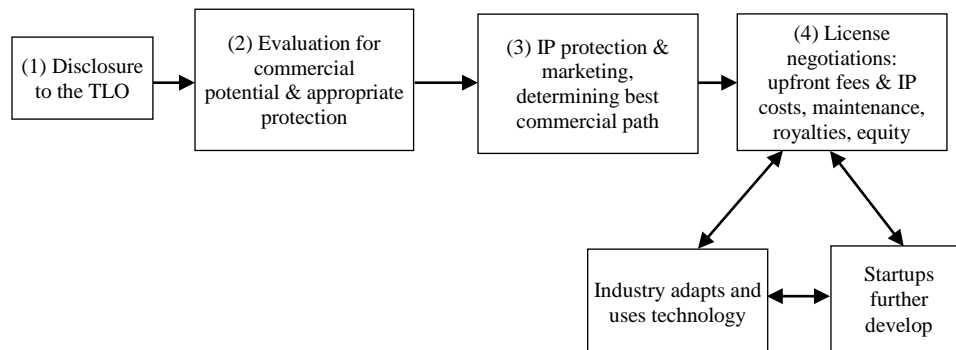 (1) Disclosure
to the TLO
(2) Evaluation for
commercial
potential & appropriate
protection
(3) IP protection &
marketing,
determining best
commercial path
(4) License
negotiations:
upfront fees & IP
costs, maintenance,
royalties, equity
Industry adapts and
uses technology
Startups
further
develop